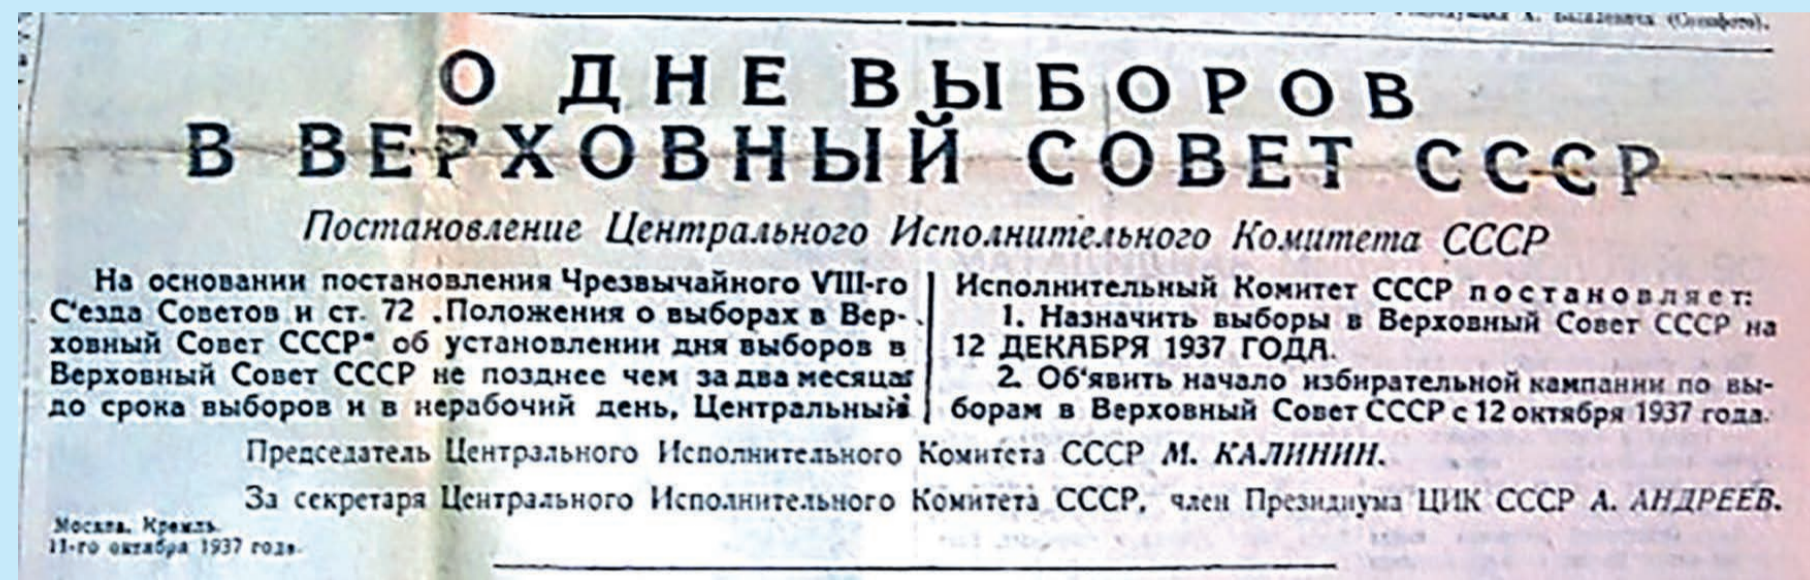 (Союзфото).
О ДНЕ ВЫБОРОВ
В ВЕРХОВНЫЙ СОВЕТ СССР
Постановление Центрального Исполнительного Комитета СССР
На основании постановления Чрезвычайного VIII-го
С'езда Советов и ст. 72 „Положения о выборах в Вер-
ховный Совет СССР“ об установлении дня выборов в
Верховный Совет СССР не позднее чем за два месяца
до срока выборов и в нерабочий день, Центральный
Исполнительный Комитет СССР постановляет:
1. Назначить выборы в Верховный Совет СССР на
12 ДЕКАБРЯ 1937 ГОДА.
2. Об'явить начало избирательной кампании по вы-
борам в Верховный Совет СССР с 12 октября 1937 года.
Председатель Центрального Исполнительного Комитета СССР М. КАЛИНИН.
За секретаря Центрального Исполнительного Комитета СССР, член Президиума ЦИК СССР А. АНДРЕЕВ.
Москва, Кремль.
11-го октября 1937 года.